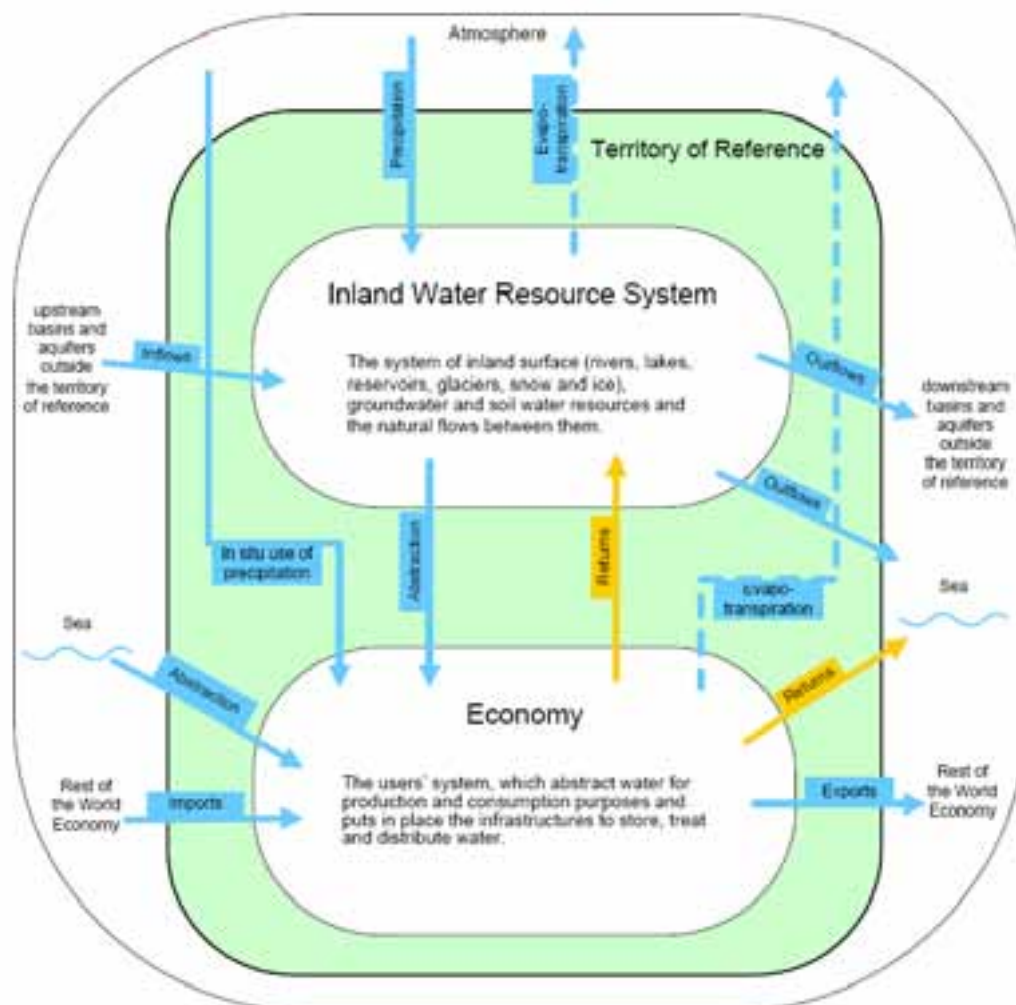 Atmosphere
Precipitation
Evapo-
transpiration
Territory of Reference
Inland Water Resource System
The system of inland surface (rivers, lakes,
reservoirs, glaciers, snow and ice),
groundwater and soil water resources and
the natural flows between them.
upstream
basins and
aquifers
outside
the territory
of reference
Inflows
Outflows
downstream
basins and
aquifers
outside
the territory
of reference
Outflows
In situ use of
precipitation
Abstraction
Returns
Evapo-
transpiration
Sea
Sea
Abstraction
Returns
Economy
The users' system, which abstract water for
production and consumption purposes and
puts in place the infrastructures to store, treat
and distribute water.
Rest of
the World
Economy
Imports
Exports
Rest of
the World
Economy